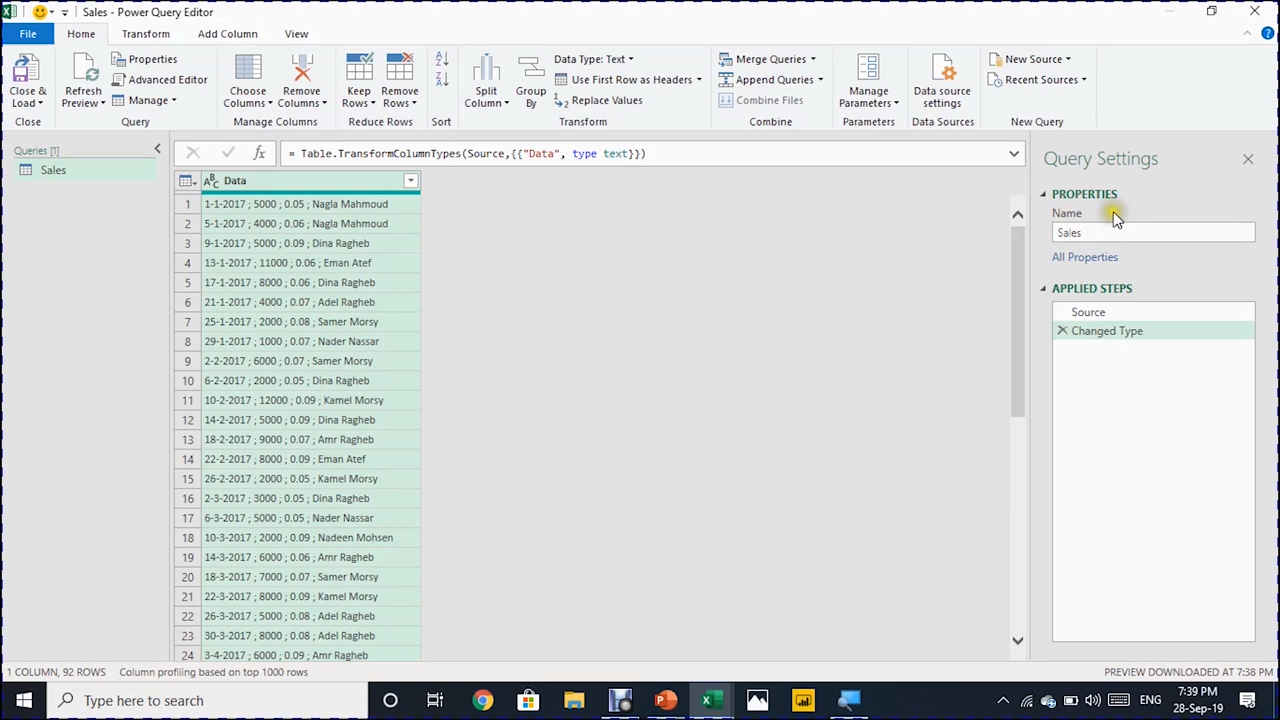 Sales - Power Query Editor
File
Home
Transform
Add Column
View
Close &
Load
Close
Refresh
Preview
Properties
Advanced Editor
Manage
Query
Choose
Columns
Remove
Columns
Manage Columns
Keep
Rows
Remove
Rows
Reduce Rows
Sort
Split
Column
Group
By
Data Type: Text
Use First Row as Headers
Replace Values
Transform
Merge Queries
Append Queries
Combine Files
Combine
Manage
Parameters
Parameters
Data source
settings
Data Sources
New Source
Recent Sources
New Query
Queries [1]
Sales
fx
= Table.TransformColumnTypes(Source,{{"Data", type text}})
ABC Data
1 1-1-2017 ; 5000 ; 0.05 ; Nagla Mahmoud
2 5-1-2017 ; 4000 ; 0.06 ; Nagla Mahmoud
3 9-1-2017 ; 5000 ; 0.09 ; Dina Ragheb
4 13-1-2017 ; 11000 ; 0.06 ; Eman Atef
5 17-1-2017 ; 8000 ; 0.06 ; Dina Ragheb
6 21-1-2017 ; 4000 ; 0.07 ; Adel Ragheb
7 25-1-2017 ; 2000 ; 0.08 ; Samer Morsy
8 29-1-2017 ; 1000 ; 0.07 ; Nader Nassar
9 2-2-2017 ; 6000 ; 0.07 ; Samer Morsy
10 6-2-2017 ; 2000 ; 0.05 ; Dina Ragheb
11 10-2-2017 ; 12000 ; 0.09 ; Kamel Morsy
12 14-2-2017 ; 5000 ; 0.09 ; Dina Ragheb
13 18-2-2017 ; 9000 ; 0.07 ; Amr Ragheb
14 22-2-2017 ; 8000 ; 0.09 ; Eman Atef
15 26-2-2017 ; 2000 ; 0.05 ; Kamel Morsy
16 2-3-2017 ; 3000 ; 0.05 ; Dina Ragheb
17 6-3-2017 ; 5000 ; 0.05 ; Nader Nassar
18 10-3-2017 ; 2000 ; 0.09 ; Nadeen Mohsen
19 14-3-2017 ; 6000 ; 0.06 ; Amr Ragheb
20 18-3-2017 ; 7000 ; 0.07 ; Samer Morsy
21 22-3-2017 ; 8000 ; 0.09 ; Kamel Morsy
22 26-3-2017 ; 5000 ; 0.08 ; Adel Ragheb
23 30-3-2017 ; 8000 ; 0.08 ; Adel Ragheb
24 3-4-2017 ; 6000 ; 0.09 ; Amr Ragheb
Query Settings
PROPERTIES
Name
Sales
All Properties
APPLIED STEPS
Source
Changed Type
1 COLUMN, 92 ROWS
Column profiling based on top 1000 rows
PREVIEW DOWNLOADED AT 7:38 PM
Type here to search
ENG
7:39 PM
28-Sep-19